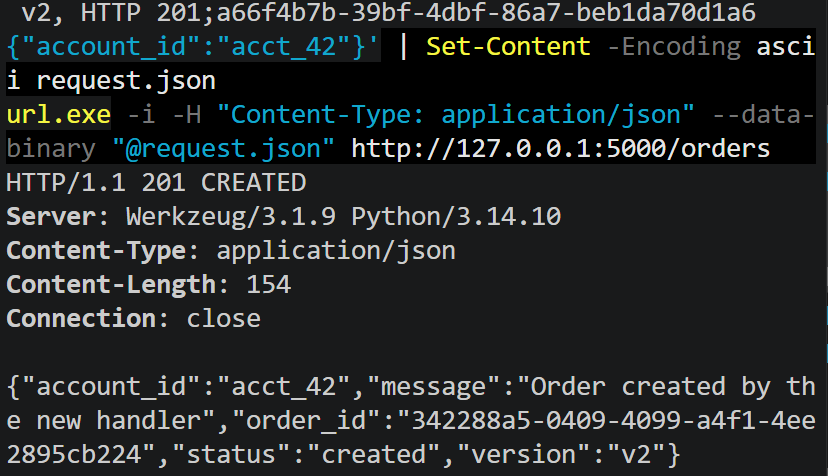 v2, HTTP 201;a66f4b7b-39bf-4dbf-86a7-beb1da70d1a6
{"account_id":"acct_42"}' | Set-Content -Encoding asci
i request.json
url.exe -i -H "Content-Type: application/json" --data-
binary "@request.json" http://127.0.0.1:5000/orders
HTTP/1.1 201 CREATED
Server: Werkzeug/3.1.9 Python/3.14.10
Content-Type: application/json
Content-Length: 154
Connection: close

{"account_id":"acct_42","message":"Order created by th
e new handler","order_id":"342288a5-0409-4099-a4f1-4ee
2895cb224","status":"created","version":"v2"}